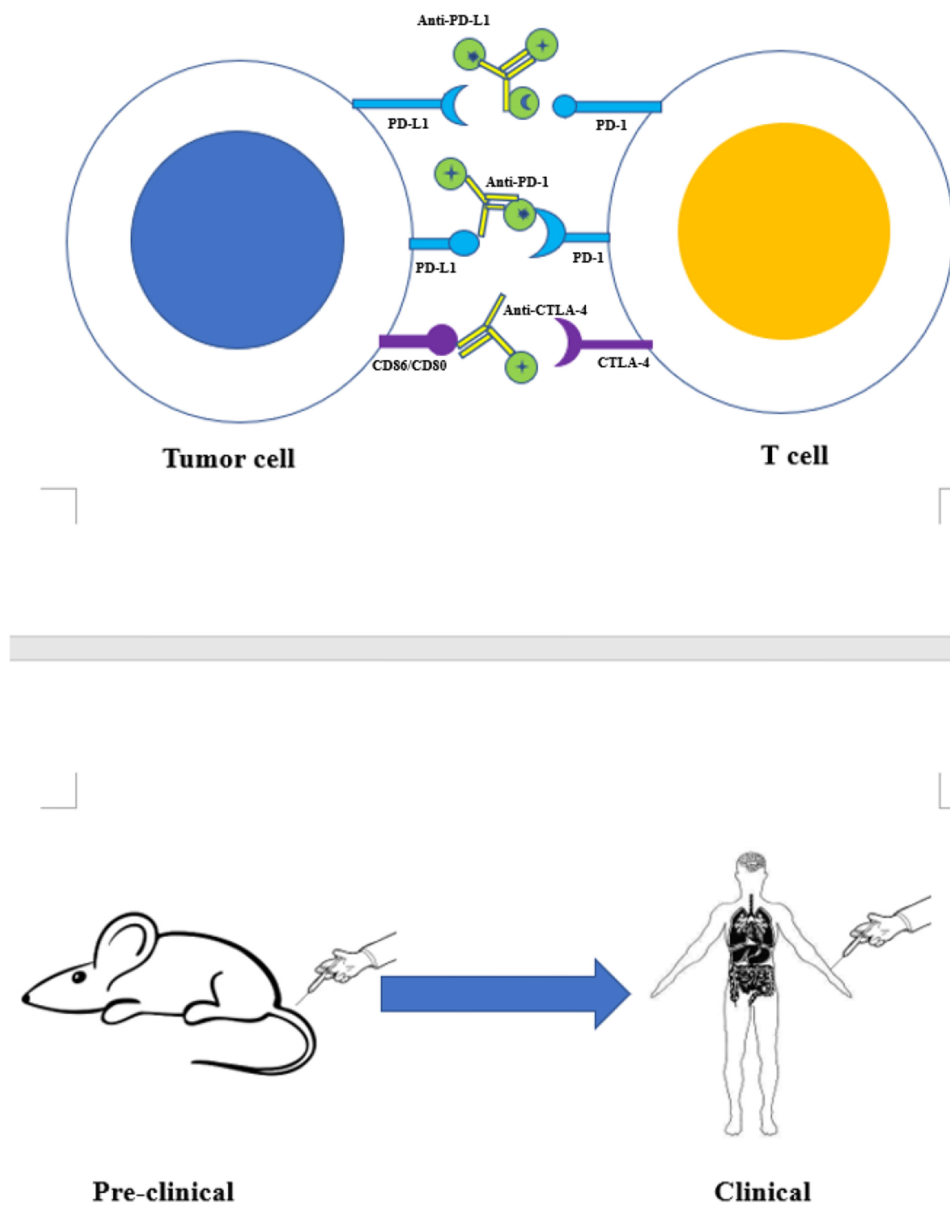 Anti-PD-L1
PD-L1
PD-1
Anti-PD-1
PD-L1
PD-1
Anti-CTLA-4
CD86/CD80
CTLA-4
Tumor cell
T cell
Pre-clinical
Clinical